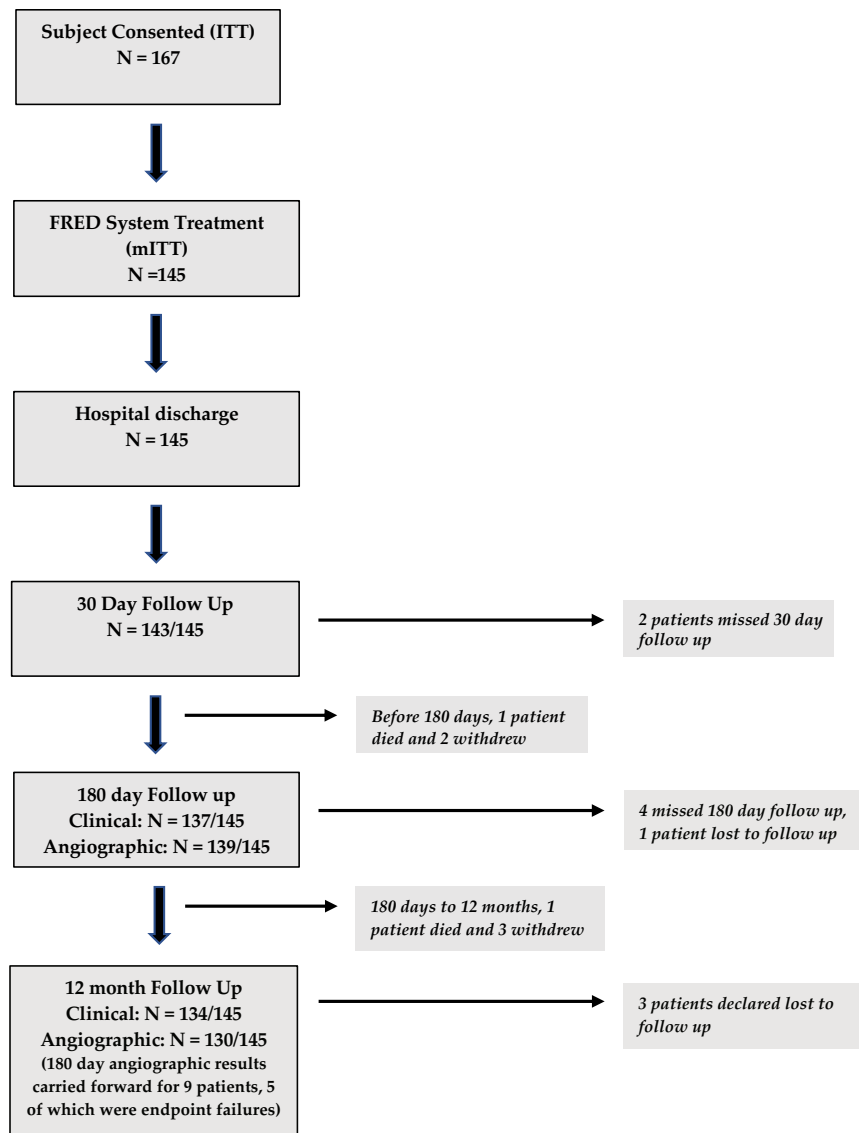 Subject Consented (ITT)
N = 167
FRED System Treatment
(mITT)
N =145
Hospital discharge
N = 145
30 Day Follow Up
N = 143/145
2 patients missed 30 day
follow up
Before 180 days, 1 patient
died and 2 withdrew
180 day Follow up
Clinical: N = 137/145
Angiographic: N = 139/145
4 missed 180 day follow up,
1 patient lost to follow up
180 days to 12 months, 1
patient died and 3 withdrew
12 month Follow Up
Clinical: N = 134/145
Angiographic: N = 130/145
(180 day angiographic results
carried forward for 9 patients, 5
of which were endpoint failures)
3 patients declared lost to
follow up